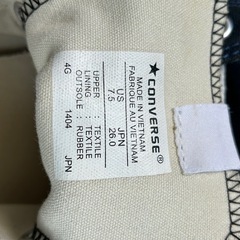 ★ CONVERSE®
MADE IN VIETNAM
FABRIQUE AU VIETNAM
US JPN
7.5 26.0
UPPER : TEXTILE
LINING : TEXTILE
OUTSOLE : RUBBER
4G 1404 JPN